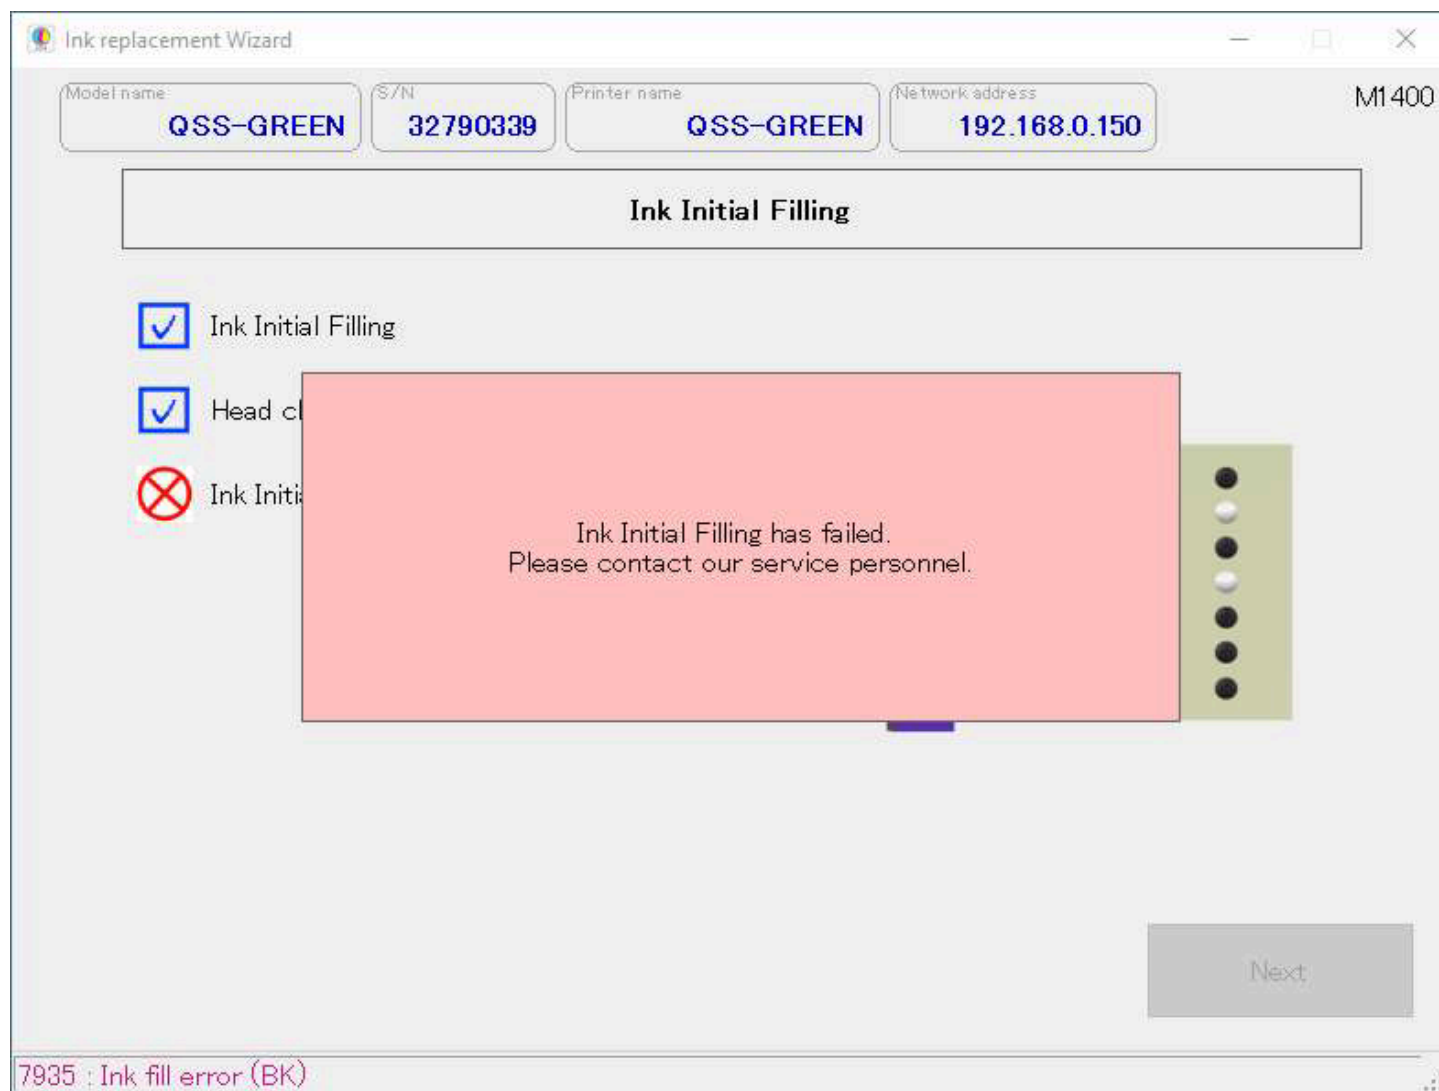 Ink replacement Wizard
Model name
QSS-GREEN
S/N
32790339
Printer name
QSS-GREEN
Network address
192.168.0.150
M1400
Ink Initial Filling
Ink Initial Filling
Head cl
Ink Initi
Ink Initial Filling has failed.
Please contact our service personnel.
Next
7935 : Ink fill error (BK)